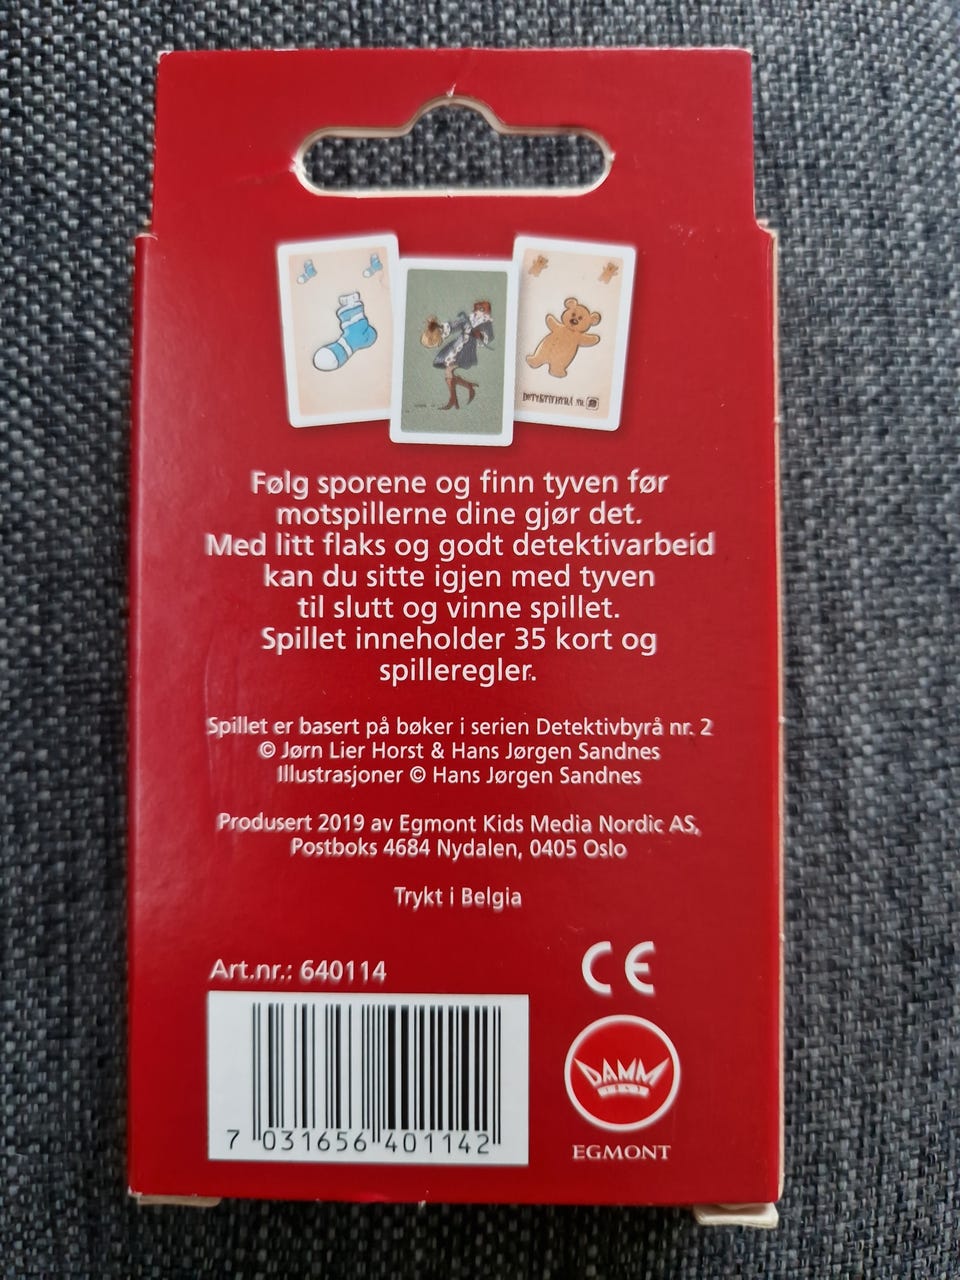 DETEKTIVBYRÅ NR. 2
Følg sporene og finn tyven før
motspillerne dine gjør det.
Med litt flaks og godt detektivarbeid
kan du sitte igjen med tyven
til slutt og vinne spillet.
Spillet inneholder 35 kort og
spilleregler.
Spillet er basert på bøker i serien Detektivbyrå nr. 2
© Jørn Lier Horst & Hans Jørgen Sandnes
Illustrasjoner © Hans Jørgen Sandnes
Produsert 2019 av Egmont Kids Media Nordic AS,
Postboks 4684 Nydalen, 0405 Oslo
Trykt i Belgia
Art.nr.: 640114
CE
DAMM
EGMONT
7 031656 401142